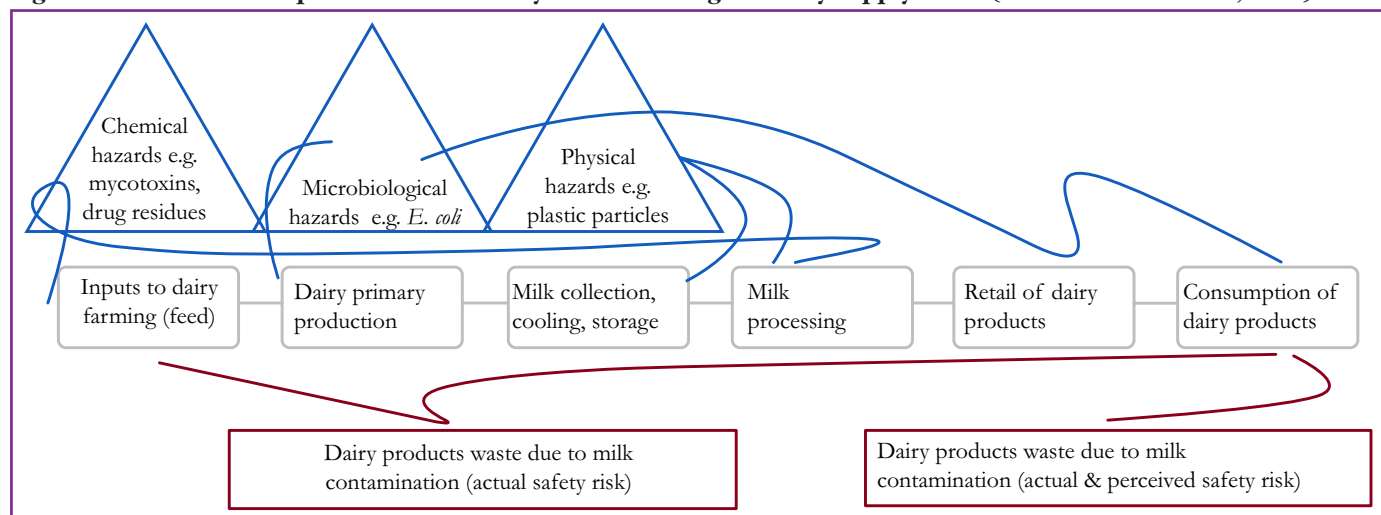 Chemical
hazards e.g.
mycotoxins,
drug residues
Microbiological
hazards e.g. E. coli
Physical
hazards e.g.
plastic particles
Inputs to dairy
farming (feed)
Dairy primary
production
Milk collection,
cooling, storage
Milk
processing
Retail of dairy
products
Consumption of
dairy products
Dairy products waste due to milk
contamination (actual safety risk)
Dairy products waste due to milk
contamination (actual & perceived safety risk)